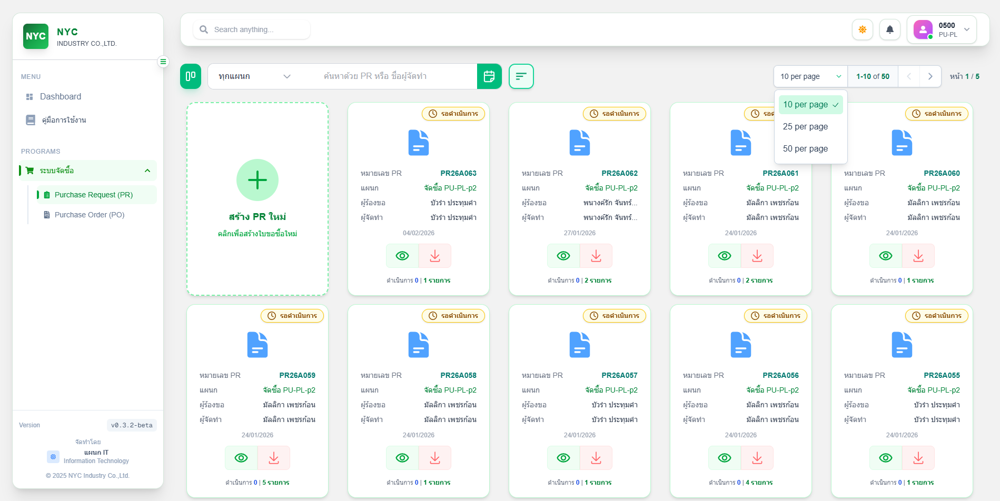 NYC
NYC
INDUSTRY CO.,LTD.
MENU
Dashboard
คู่มือการใช้งาน
PROGRAMS
ระบบจัดซื้อ
Purchase Request (PR)
Purchase Order (PO)
Version
v0.3.2-beta
จัดทำโดย
แผนก IT
Information Technology
© 2025 NYC Industry Co.,Ltd.
Search anything...
0500
PU-PL
ทุกแผนก
ค้นหาด้วย PR หรือ ชื่อผู้จัดทำ
10 per page
1-10 of 50
หน้า 1 / 5
10 per page
25 per page
50 per page
สร้าง PR ใหม่
คลิกเพื่อสร้างใบขอซื้อใหม่
รอดำเนินการ
หมายเลข PR PR26A063
แผนก จัดซื้อ PU-PL-p2
ผู้ร้องขอ บัวรำ ประทุมคำ
ผู้จัดทำ บัวรำ ประทุมคำ
04/02/2026
ดำเนินการ 0 | 1 รายการ
รอดำเนินการ
หมายเลข PR PR26A062
แผนก จัดซื้อ PU-PL-p2
ผู้ร้องขอ พนางค์รัก จันทร์...
ผู้จัดทำ พนางค์รัก จันทร์...
27/01/2026
ดำเนินการ 0 | 2 รายการ
รอดำ
หมายเลข PR PR26A061
แผนก จัดซื้อ PU-PL-p2
ผู้ร้องขอ มัลลิกา เพชรก้อน
ผู้จัดทำ มัลลิกา เพชรก้อน
24/01/2026
ดำเนินการ 0 | 2 รายการ
รอดำเนินการ
หมายเลข PR PR26A060
แผนก จัดซื้อ PU-PL-p2
ผู้ร้องขอ มัลลิกา เพชรก้อน
ผู้จัดทำ มัลลิกา เพชรก้อน
24/01/2026
ดำเนินการ 0 | 1 รายการ
รอดำเนินการ
หมายเลข PR PR26A059
แผนก จัดซื้อ PU-PL-p2
ผู้ร้องขอ มัลลิกา เพชรก้อน
ผู้จัดทำ มัลลิกา เพชรก้อน
24/01/2026
ดำเนินการ 0 | 5 รายการ
รอดำเนินการ
หมายเลข PR PR26A058
แผนก จัดซื้อ PU-PL-p2
ผู้ร้องขอ มัลลิกา เพชรก้อน
ผู้จัดทำ มัลลิกา เพชรก้อน
24/01/2026
ดำเนินการ 0 | 1 รายการ
รอดำเนินการ
หมายเลข PR PR26A057
แผนก จัดซื้อ PU-PL-p2
ผู้ร้องขอ บัวรำ ประทุมคำ
ผู้จัดทำ บัวรำ ประทุมคำ
24/01/2026
ดำเนินการ 0 | 1 รายการ
รอดำเนินการ
หมายเลข PR PR26A056
แผนก จัดซื้อ PU-PL-p2
ผู้ร้องขอ มัลลิกา เพชรก้อน
ผู้จัดทำ มัลลิกา เพชรก้อน
24/01/2026
ดำเนินการ 0 | 4 รายการ
รอดำเนินการ
หมายเลข PR PR26A055
แผนก จัดซื้อ PU-PL-p2
ผู้ร้องขอ บัวรำ ประทุมคำ
ผู้จัดทำ บัวรำ ประทุมคำ
24/01/2026
ดำเนินการ 0 | 1 รายการ